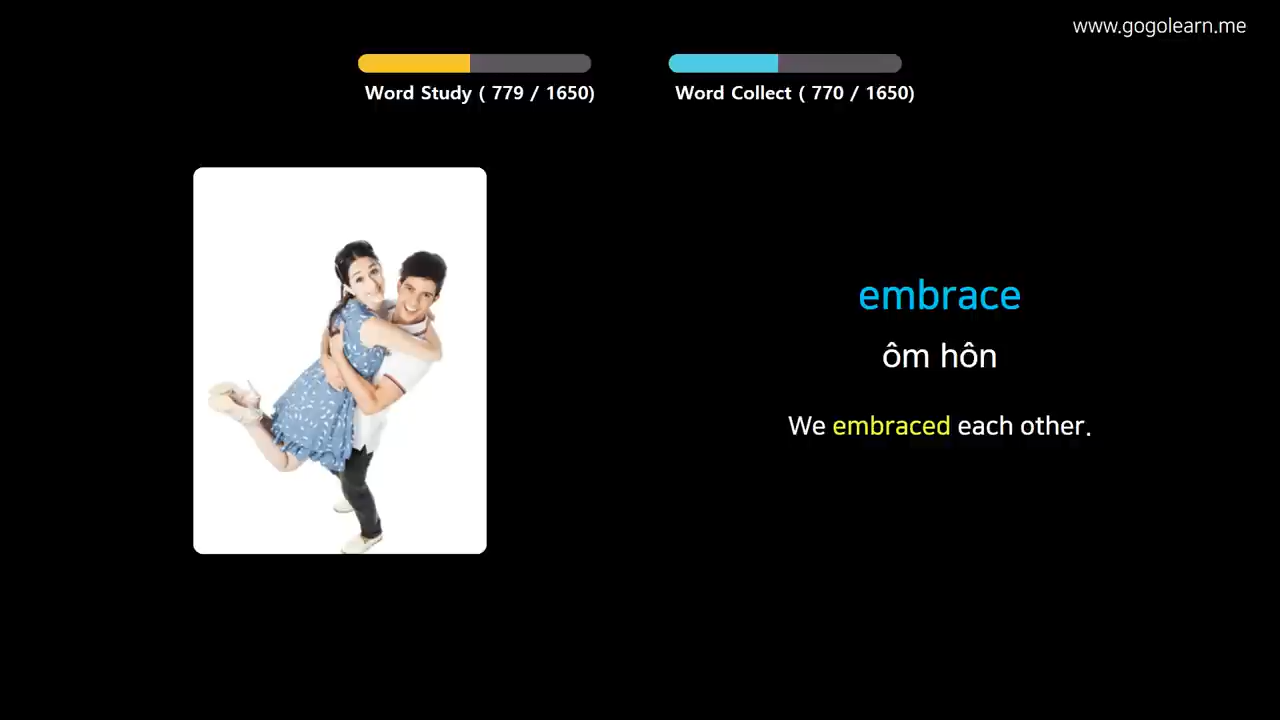 www.gogolearn.me
Word Study ( 779 / 1650)
Word Collect ( 770 / 1650)
embrace
ôm hôn
We embraced each other.